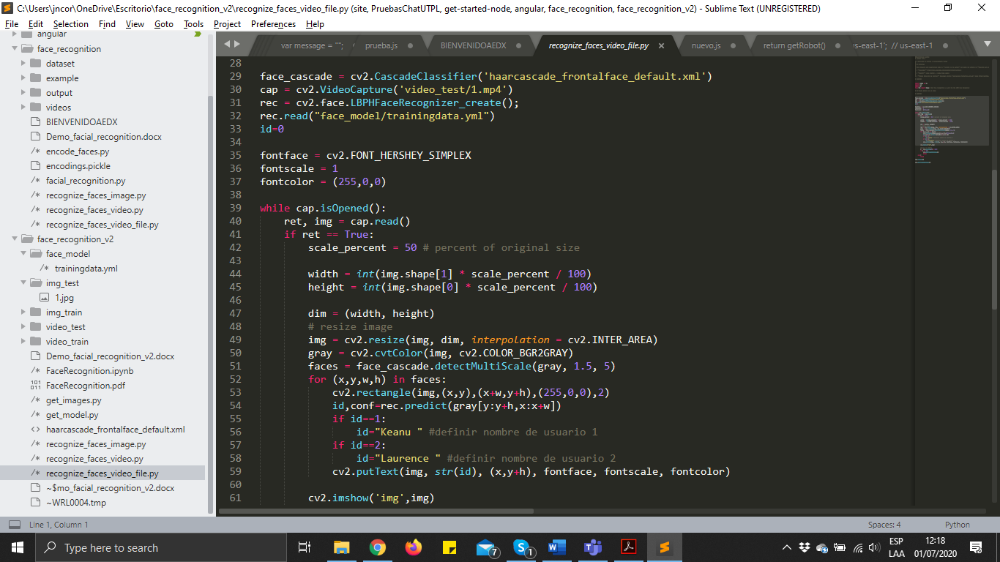 C:\Users\jncor\OneDrive\Escritorio\face_recognition_v2\recognize_faces_video_file.py (site, PruebasChatUTPL, get-started-node, angular, face_recognition, face_recognition_v2) - Sublime Text (UNREGISTERED)
File Edit Selection Find View Goto Tools Project Preferences Help
angular
face_recognition
dataset
example
output
videos
BIENVENIDOAEDX
Demo_facial_recognition.docx
encode_faces.py
encodings.pickle
facial_recognition.py
recognize_faces_image.py
recognize_faces_video.py
recognize_faces_video_file.py
face_recognition_v2
face_model
trainingdata.yml
img_test
1.jpg
img_train
video_test
video_train
Demo_facial_recognition_v2.docx
FaceRecognition.ipynb
FaceRecognition.pdf
get_images.py
get_model.py
haarcascade_frontalface_default.xml
recognize_faces_image.py
recognize_faces_video.py
recognize_faces_video_file.py
~$mo_facial_recognition_v2.docx
~WRL0004.tmp
var message = ""; prueba.js BIENVENIDOAEDX recognize_faces_video_file.py nuevo.js return getRobot() us-east-1'; // us-east-1
28
29 face_cascade = cv2.CascadeClassifier('haarcascade_frontalface_default.xml')
30 cap = cv2.VideoCapture('video_test/1.mp4')
31 rec = cv2.face.LBPHFaceRecognizer_create();
32 rec.read("face_model/trainingdata.yml")
33 id=0
34
35 fontface = cv2.FONT_HERSHEY_SIMPLEX
36 fontscale = 1
37 fontcolor = (255,0,0)
38
39 while cap.isOpened():
40 ret, img = cap.read()
41 if ret == True:
42 scale_percent = 50 # percent of original size
43
44 width = int(img.shape[1] * scale_percent / 100)
45 height = int(img.shape[0] * scale_percent / 100)
46
47 dim = (width, height)
48 # resize image
49 img = cv2.resize(img, dim, interpolation = cv2.INTER_AREA)
50 gray = cv2.cvtColor(img, cv2.COLOR_BGR2GRAY)
51 faces = face_cascade.detectMultiScale(gray, 1.5, 5)
52 for (x,y,w,h) in faces:
53 cv2.rectangle(img,(x,y),(x+w,y+h),(255,0,0),2)
54 id,conf=rec.predict(gray[y:y+h,x:x+w])
55 if id==1:
56 id="Keanu " #definir nombre de usuario 1
57 if id==2:
58 id="Laurence " #definir nombre de usuario 2
59 cv2.putText(img, str(id), (x,y+h), fontface, fontscale, fontcolor)
60
61 cv2.imshow('img',img)
Line 1, Column 1 Spaces: 4 Python
Type here to search 7 1 ESP LAA 12:18 01/07/2020